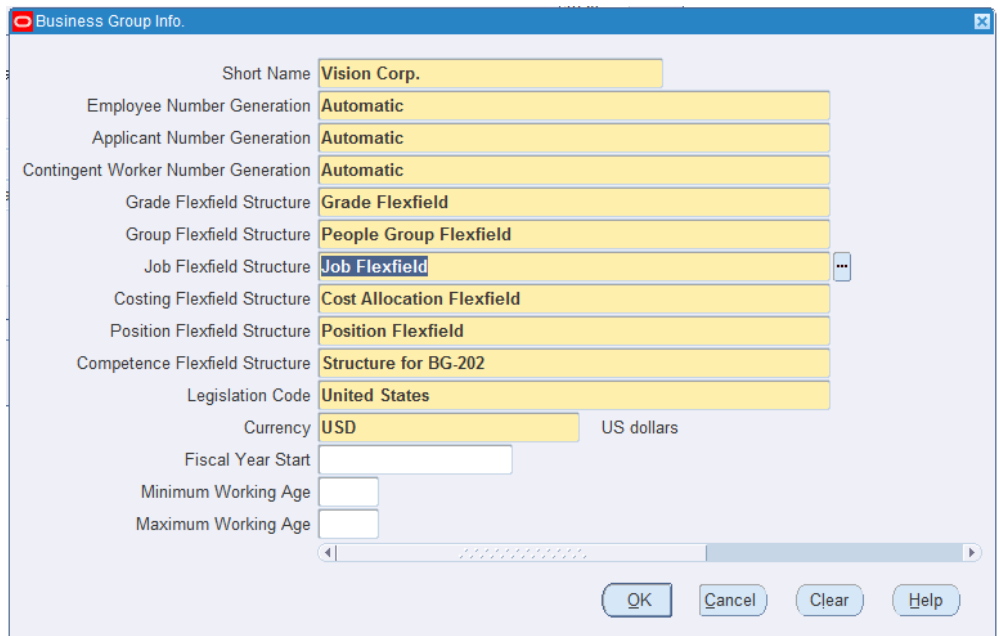 Business Group Info.
Short Name Vision Corp.
Employee Number Generation Automatic
Applicant Number Generation Automatic
Contingent Worker Number Generation Automatic
Grade Flexfield Structure Grade Flexfield
Group Flexfield Structure People Group Flexfield
Job Flexfield Structure Job Flexfield ...
Costing Flexfield Structure Cost Allocation Flexfield
Position Flexfield Structure Position Flexfield
Competence Flexfield Structure Structure for BG-202
Legislation Code United States
Currency USD US dollars
Fiscal Year Start
Minimum Working Age
Maximum Working Age
OK Cancel Clear Help